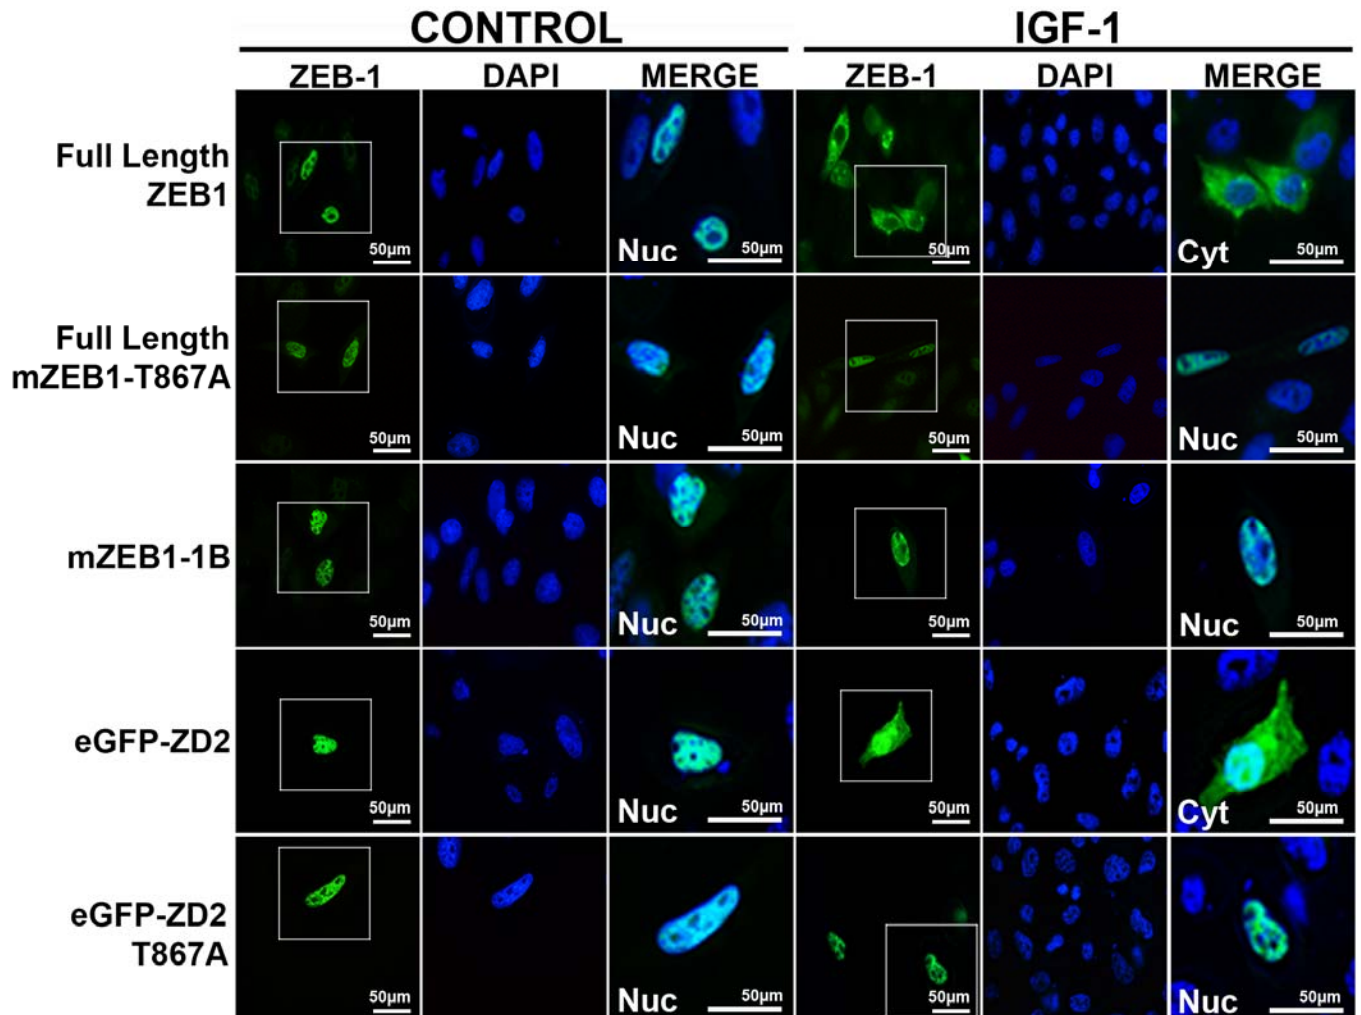 CONTROL IGF-1
ZEB-1 DAPI MERGE ZEB-1 DAPI MERGE
Full Length
ZEB1
50µm Nuc 50µm 50µm Cyt 50µm
Full Length
mZEB1-T867A
50µm Nuc 50µm 50µm Nuc 50µm
mZEB1-1B
50µm Nuc 50µm 50µm Nuc 50µm
eGFP-ZD2
50µm Nuc 50µm 50µm Cyt 50µm
eGFP-ZD2
T867A
50µm Nuc 50µm 50µm Nuc 50µm